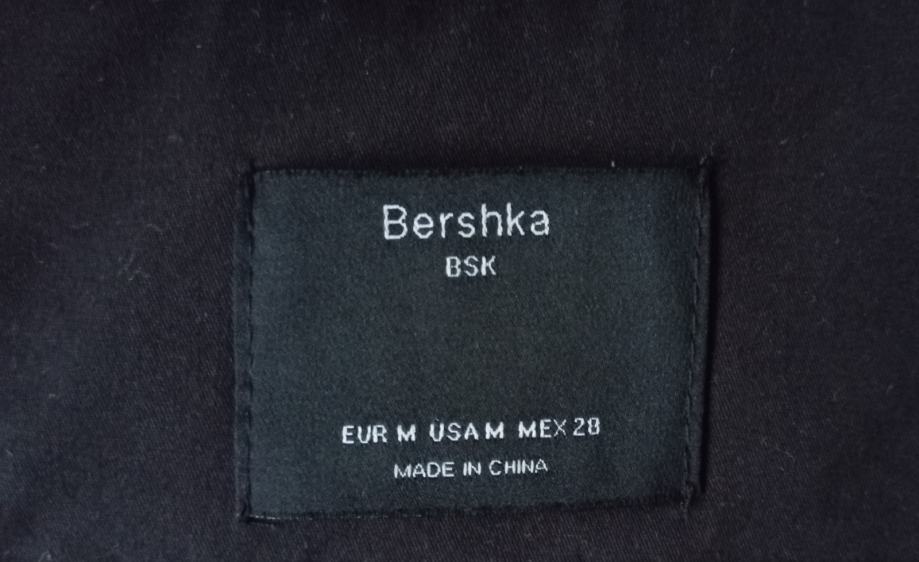 Bershka
BSK
EUR M USA M MEX 28
MADE IN CHINA